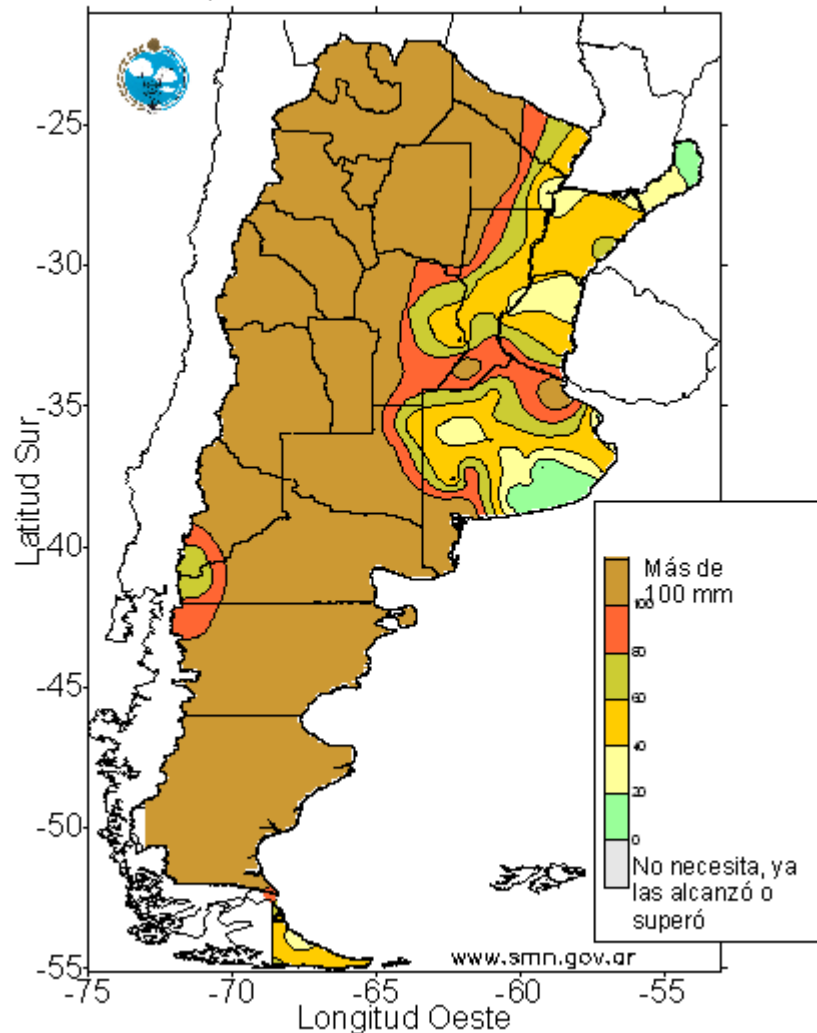 -25
-30
-35
-40
-45
-50
-55
Latitud Sur
Más de
100 mm
100
80
60
40
20
0
No necesita, ya
las alcanzó o
superó
www.smn.gov.ar
-75 -70 -65 -60 -55
Longitud Oeste